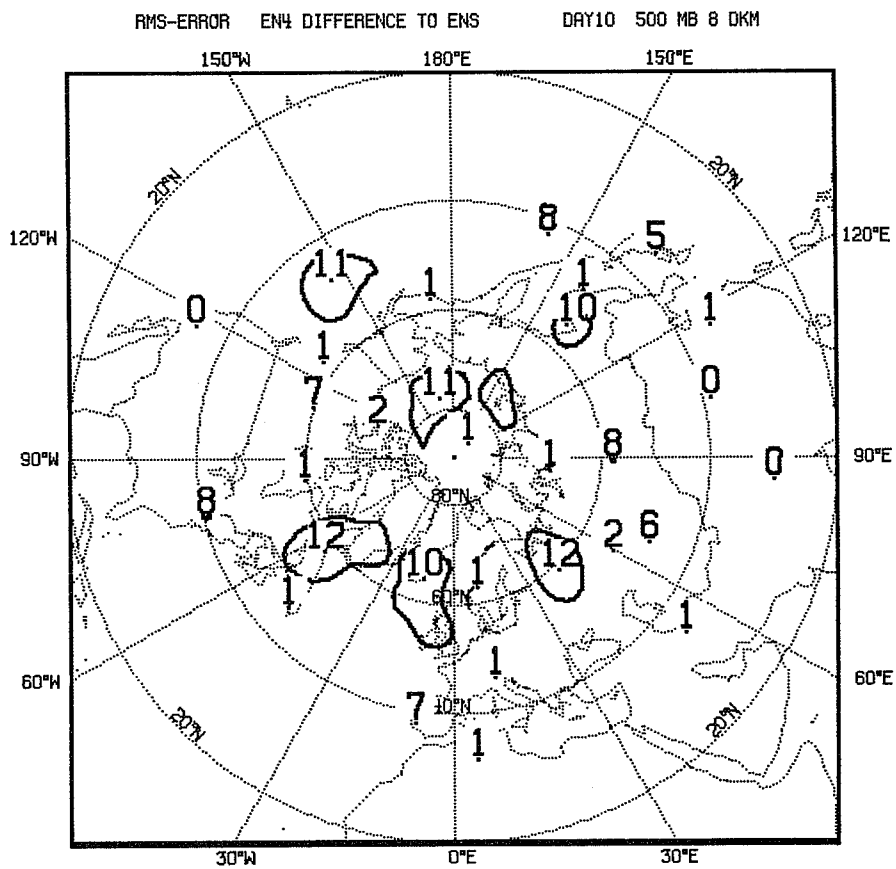 RMS-ERROR EN4 DIFFERENCE TO ENS DAY10 500 MB 8 DKM
150°W 180°E 150°E
20°N 20°N
8
120°W 5 120°E
11 1 1
0 10 1
1
7 11 0
2
1
90°W 1 1 8 0 90°E
80°N
8
12 2 6
10 12
1 1
60°N 1
1
60°W 60°E
7 40°N
20°N 20°N
1
30°W 0°E 30°E